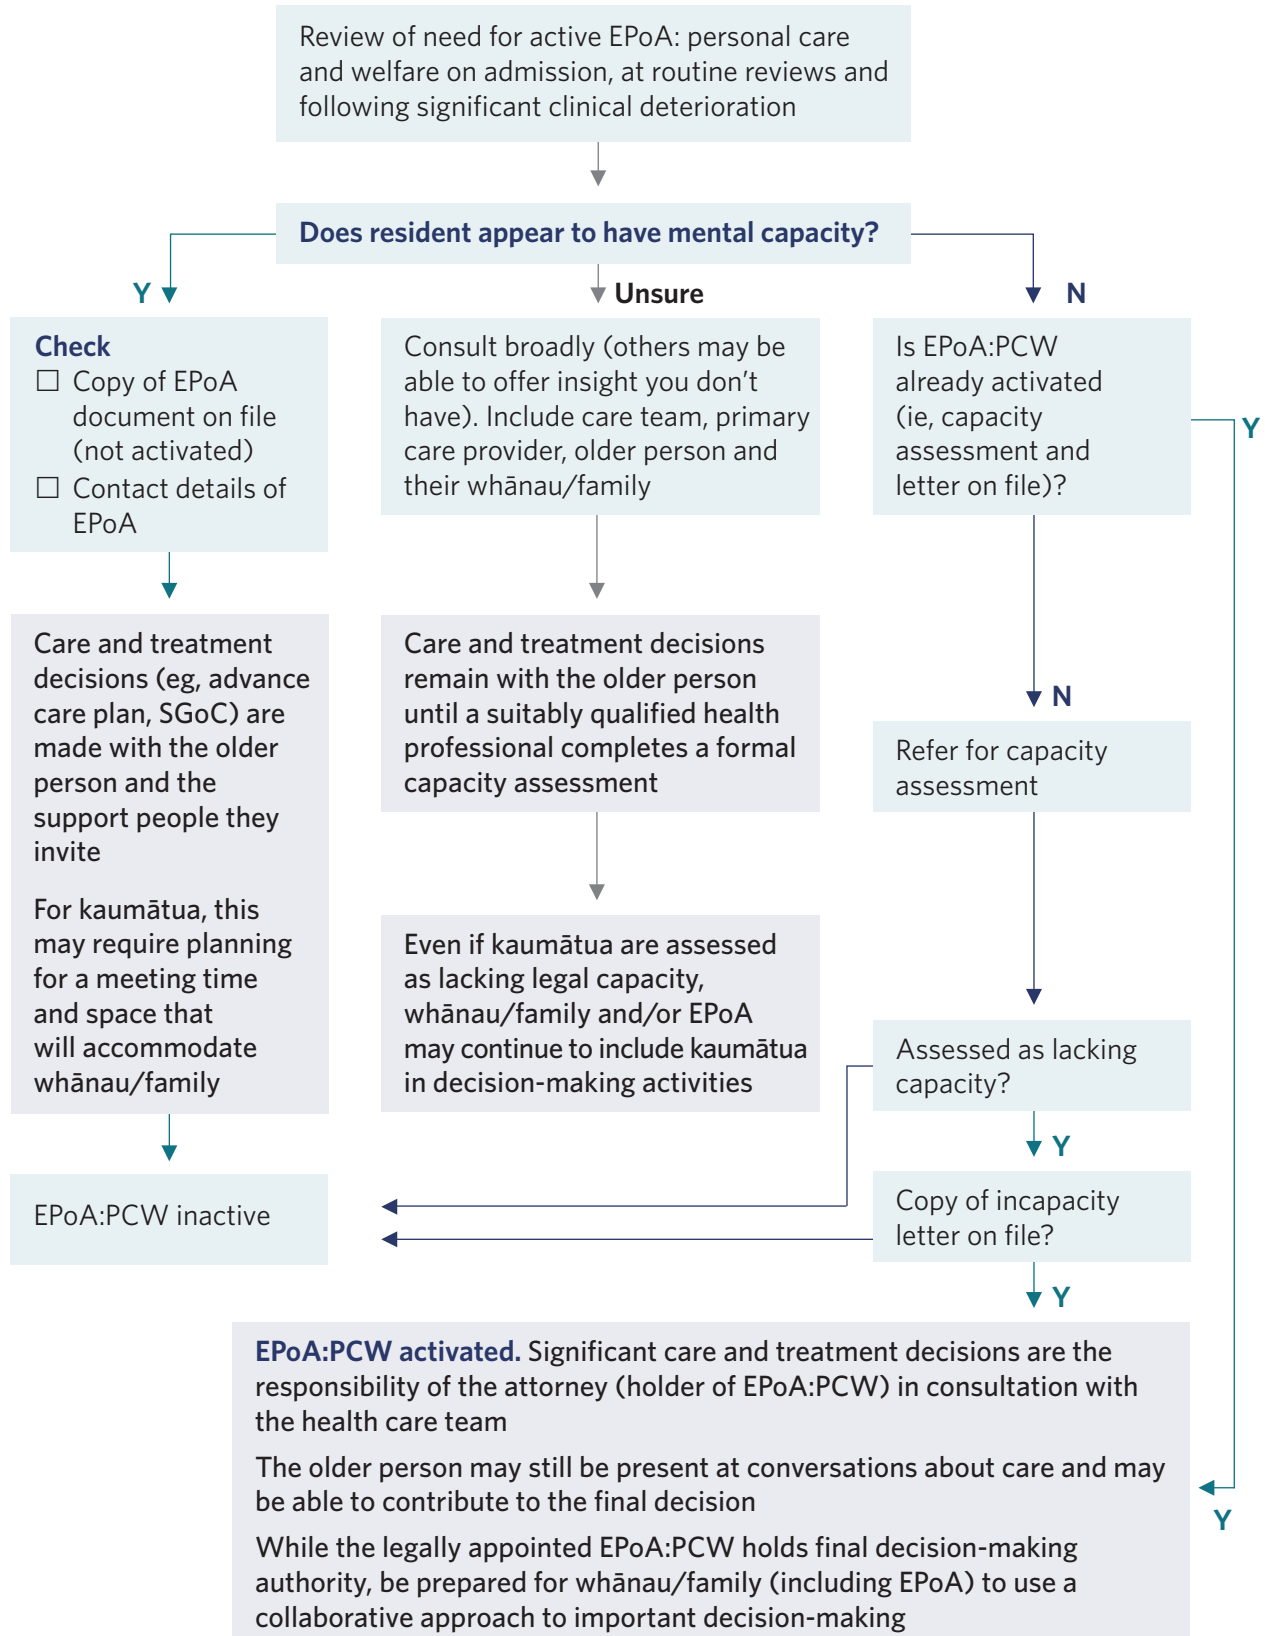 Review of need for active EPoA: personal care
and welfare on admission, at routine reviews and
following significant clinical deterioration
Does resident appear to have mental capacity?
Y
Unsure
N
Check
☐ Copy of EPoA
document on file
(not activated)
☐ Contact details of
EPoA
Consult broadly (others may be
able to offer insight you don't
have). Include care team, primary
care provider, older person and
their whānau/family
Is EPoA:PCW
already activated
(ie, capacity
assessment and
letter on file)?
Y
Care and treatment
decisions (eg, advance
care plan, SGoC) are
made with the older
person and the
support people they
invite
For kaumātua, this
may require planning
for a meeting time
and space that
will accommodate
whānau/family
Care and treatment decisions
remain with the older person
until a suitably qualified health
professional completes a formal
capacity assessment
N
Refer for capacity
assessment
Even if kaumātua are assessed
as lacking legal capacity,
whānau/family and/or EPoA
may continue to include kaumātua
in decision-making activities
Assessed as lacking
capacity?
Y
EPoA:PCW inactive
Copy of incapacity
letter on file?
Y
EPoA:PCW activated. Significant care and treatment decisions are the
responsibility of the attorney (holder of EPoA:PCW) in consultation with
the health care team
The older person may still be present at conversations about care and may
be able to contribute to the final decision
Y
While the legally appointed EPoA:PCW holds final decision-making
authority, be prepared for whānau/family (including EPoA) to use a
collaborative approach to important decision-making